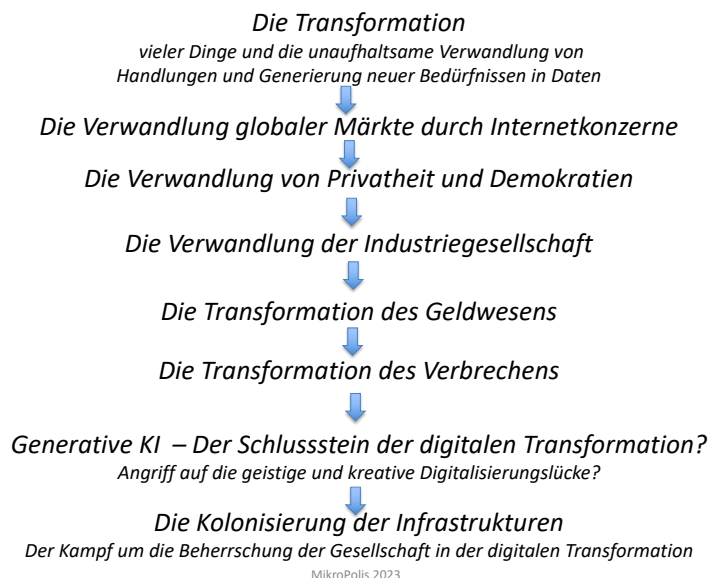 Die Transformation
vieler Dinge und die unaufhaltsame Verwandlung von
Handlungen und Generierung neuer Bedürfnissen in Daten
Die Verwandlung globaler Märkte durch Internetkonzerne
Die Verwandlung von Privatheit und Demokratien
Die Verwandlung der Industriegesellschaft
Die Transformation des Geldwesens
Die Transformation des Verbrechens
Generative KI – Der Schlussstein der digitalen Transformation?
Angriff auf die geistige und kreative Digitalisierungslücke?
Die Kolonisierung der Infrastrukturen
Der Kampf um die Beherrschung der Gesellschaft in der digitalen Transformation
MikroPolis 2023